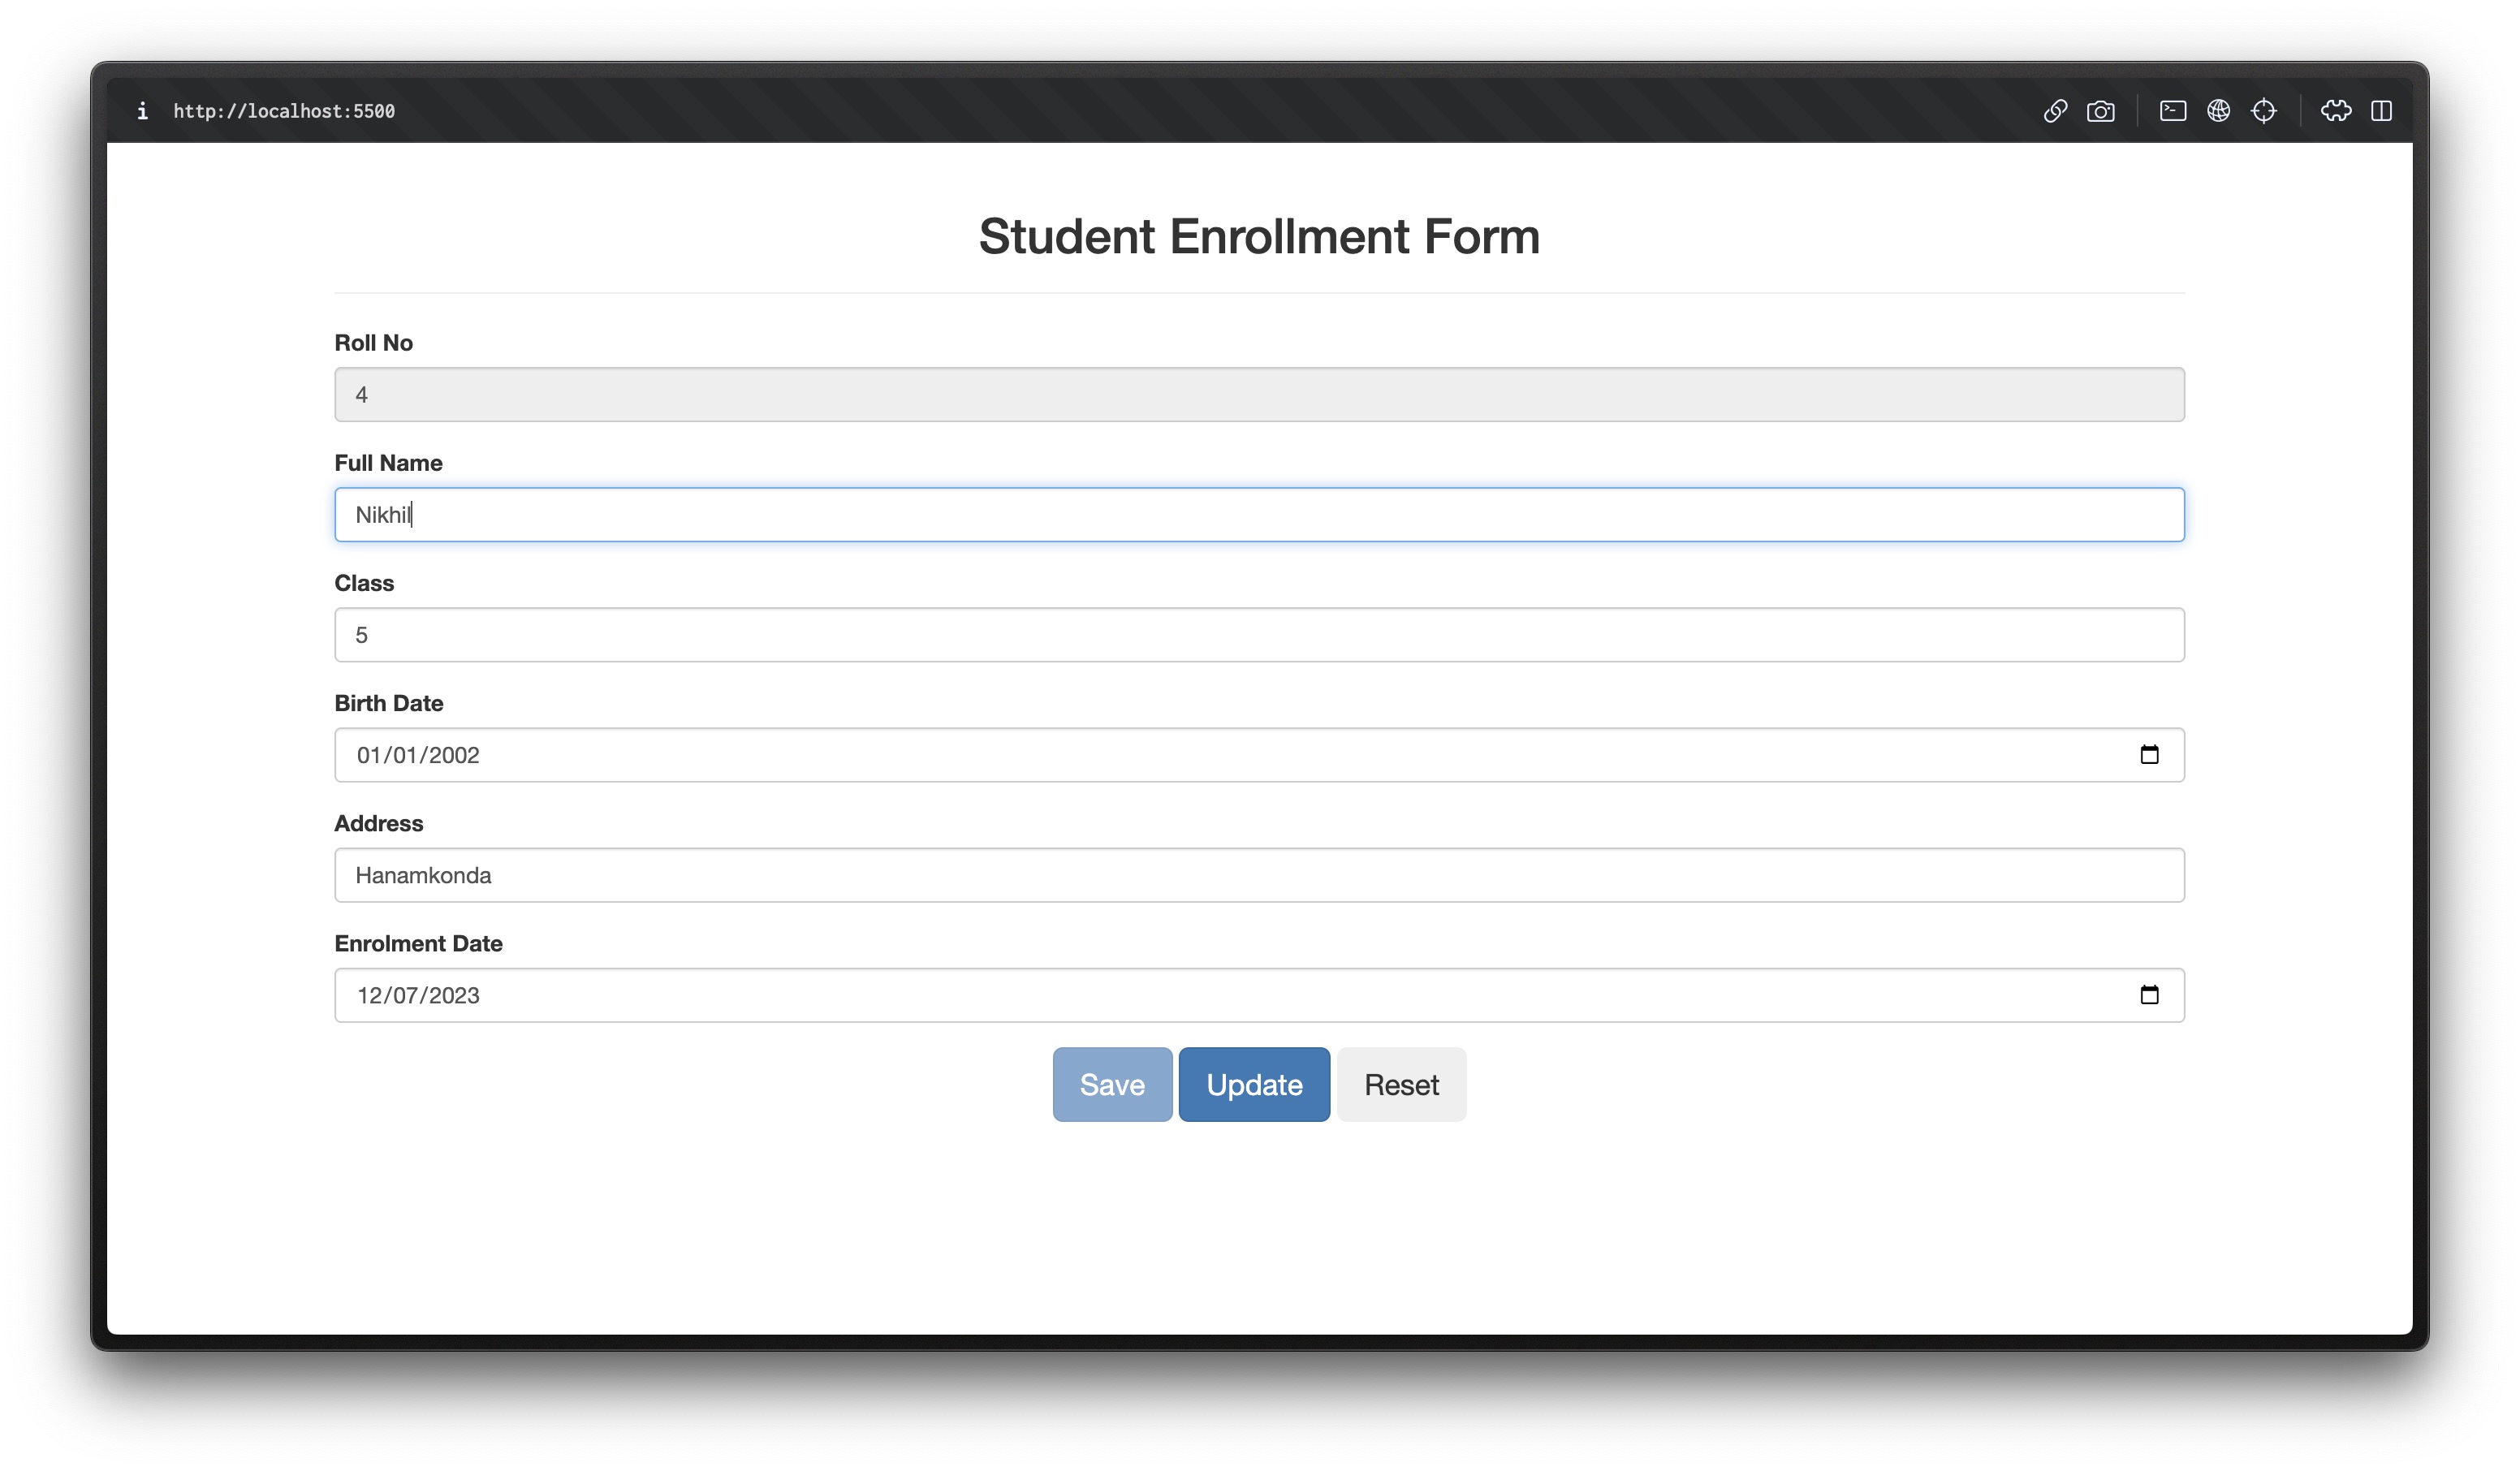 http://localhost:5500
Student Enrollment Form
Roll No
4
Full Name
Nikhil
Class
5
Birth Date
01/01/2002
Address
Hanamkonda
Enrolment Date
12/07/2023
Save Update Reset